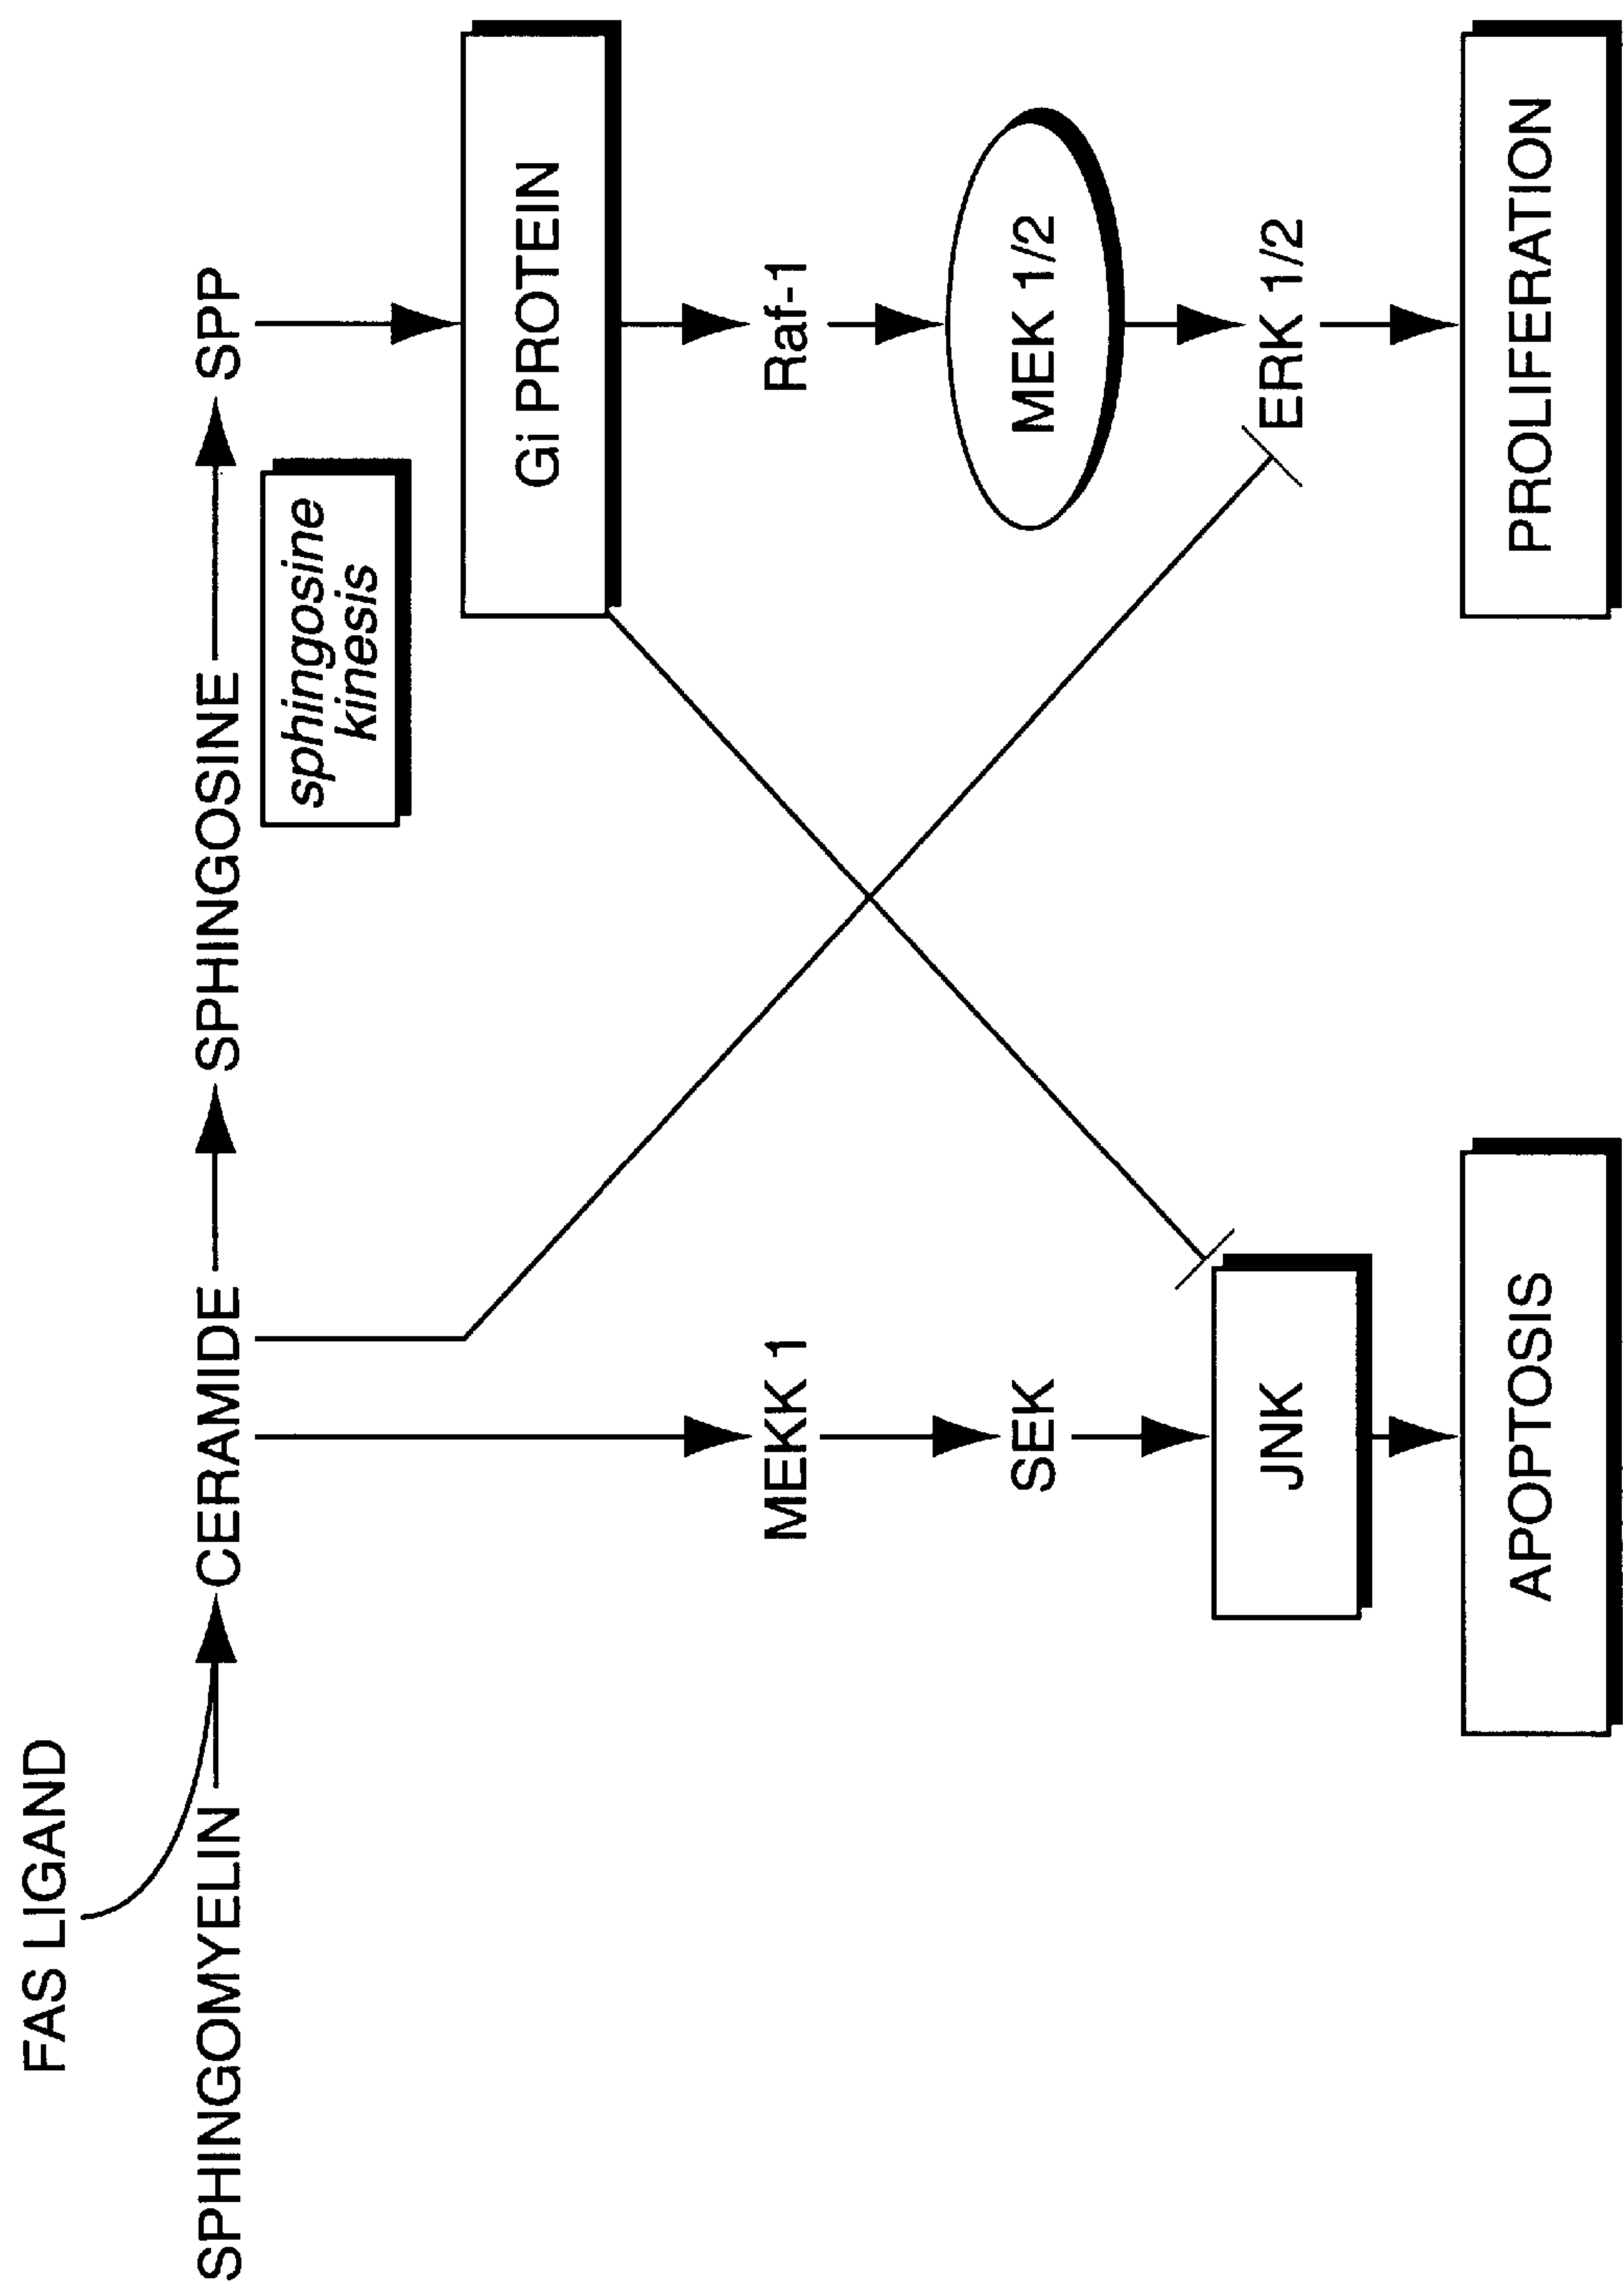 FAS LIGAND
SPHINGOMYELIN
CERAMIDE
SPHINGOSINE
SPP
sphingosine
kinesis
Gi PROTEIN
MEKK 1
Raf-1
SEK
MEK 1/2
JNK
ERK 1/2
APOPTOSIS
PROLIFERATION